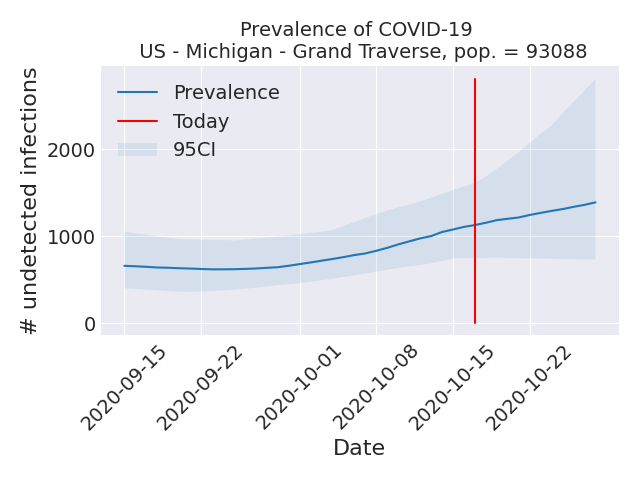 Prevalence of COVID-19
US - Michigan - Grand Traverse, pop. = 93088
# undetected infections
Prevalence
Today
95CI
2000
1000
0
2020-09-15
2020-09-22
2020-10-01
2020-10-08
2020-10-15
2020-10-22
Date